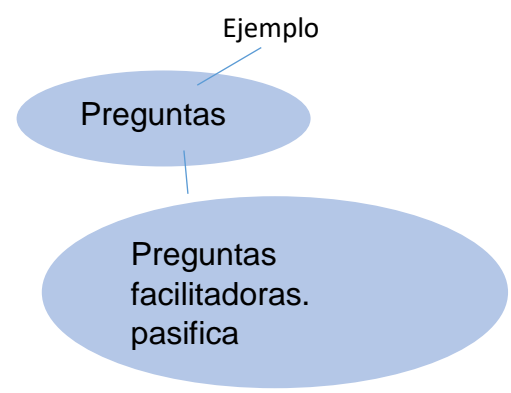 Ejemplo
Preguntas
Preguntas
facilitadoras.
pasifica